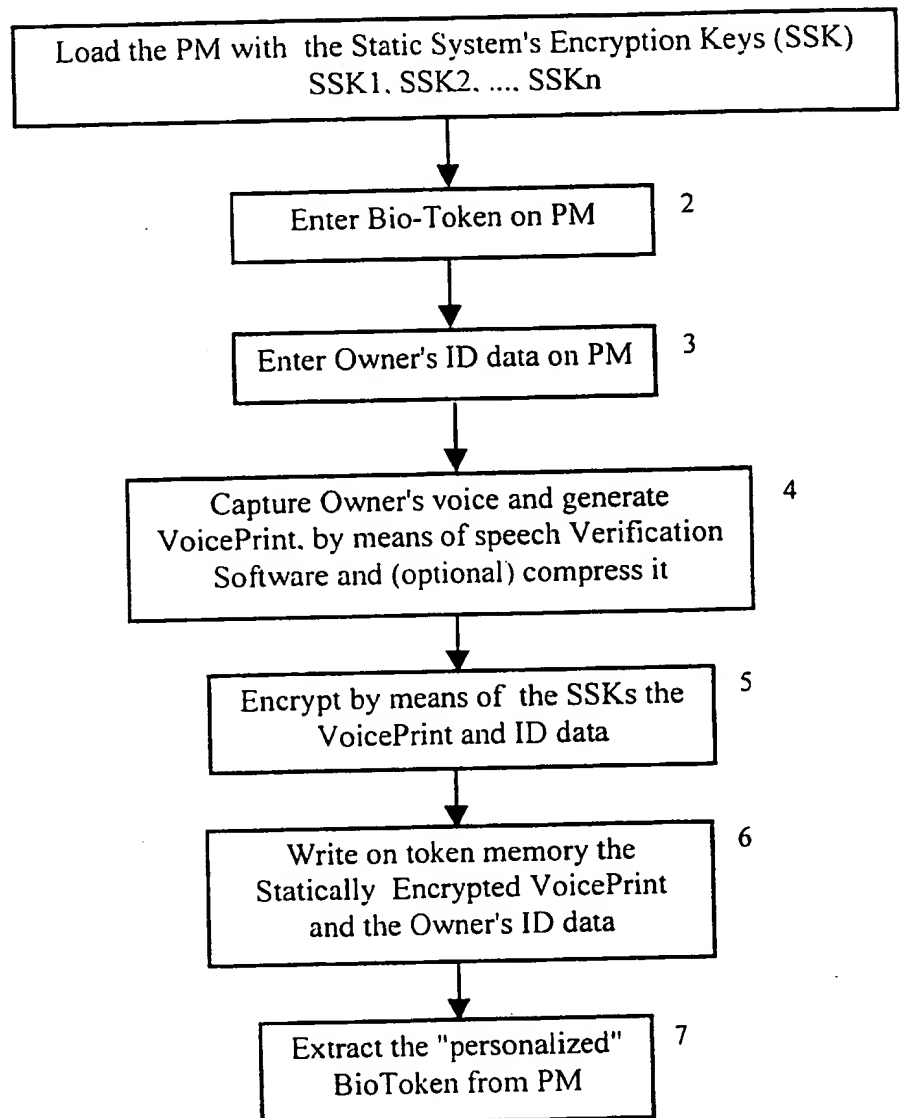 Load the PM with the Static System's Encryption Keys (SSK)
SSK1, SSK2, ...., SSKn
Enter Bio-Token on PM
2
Enter Owner's ID data on PM
3
Capture Owner's voice and generate
4
VoicePrint, by means of speech Verification
Software and (optional) compress it
Encrypt by means of the SSKs the
5
VoicePrint and ID data
Write on token memory the
6
Statically Encrypted VoicePrint
and the Owner's ID data
Extract the "personalized"
7
BioToken from PM